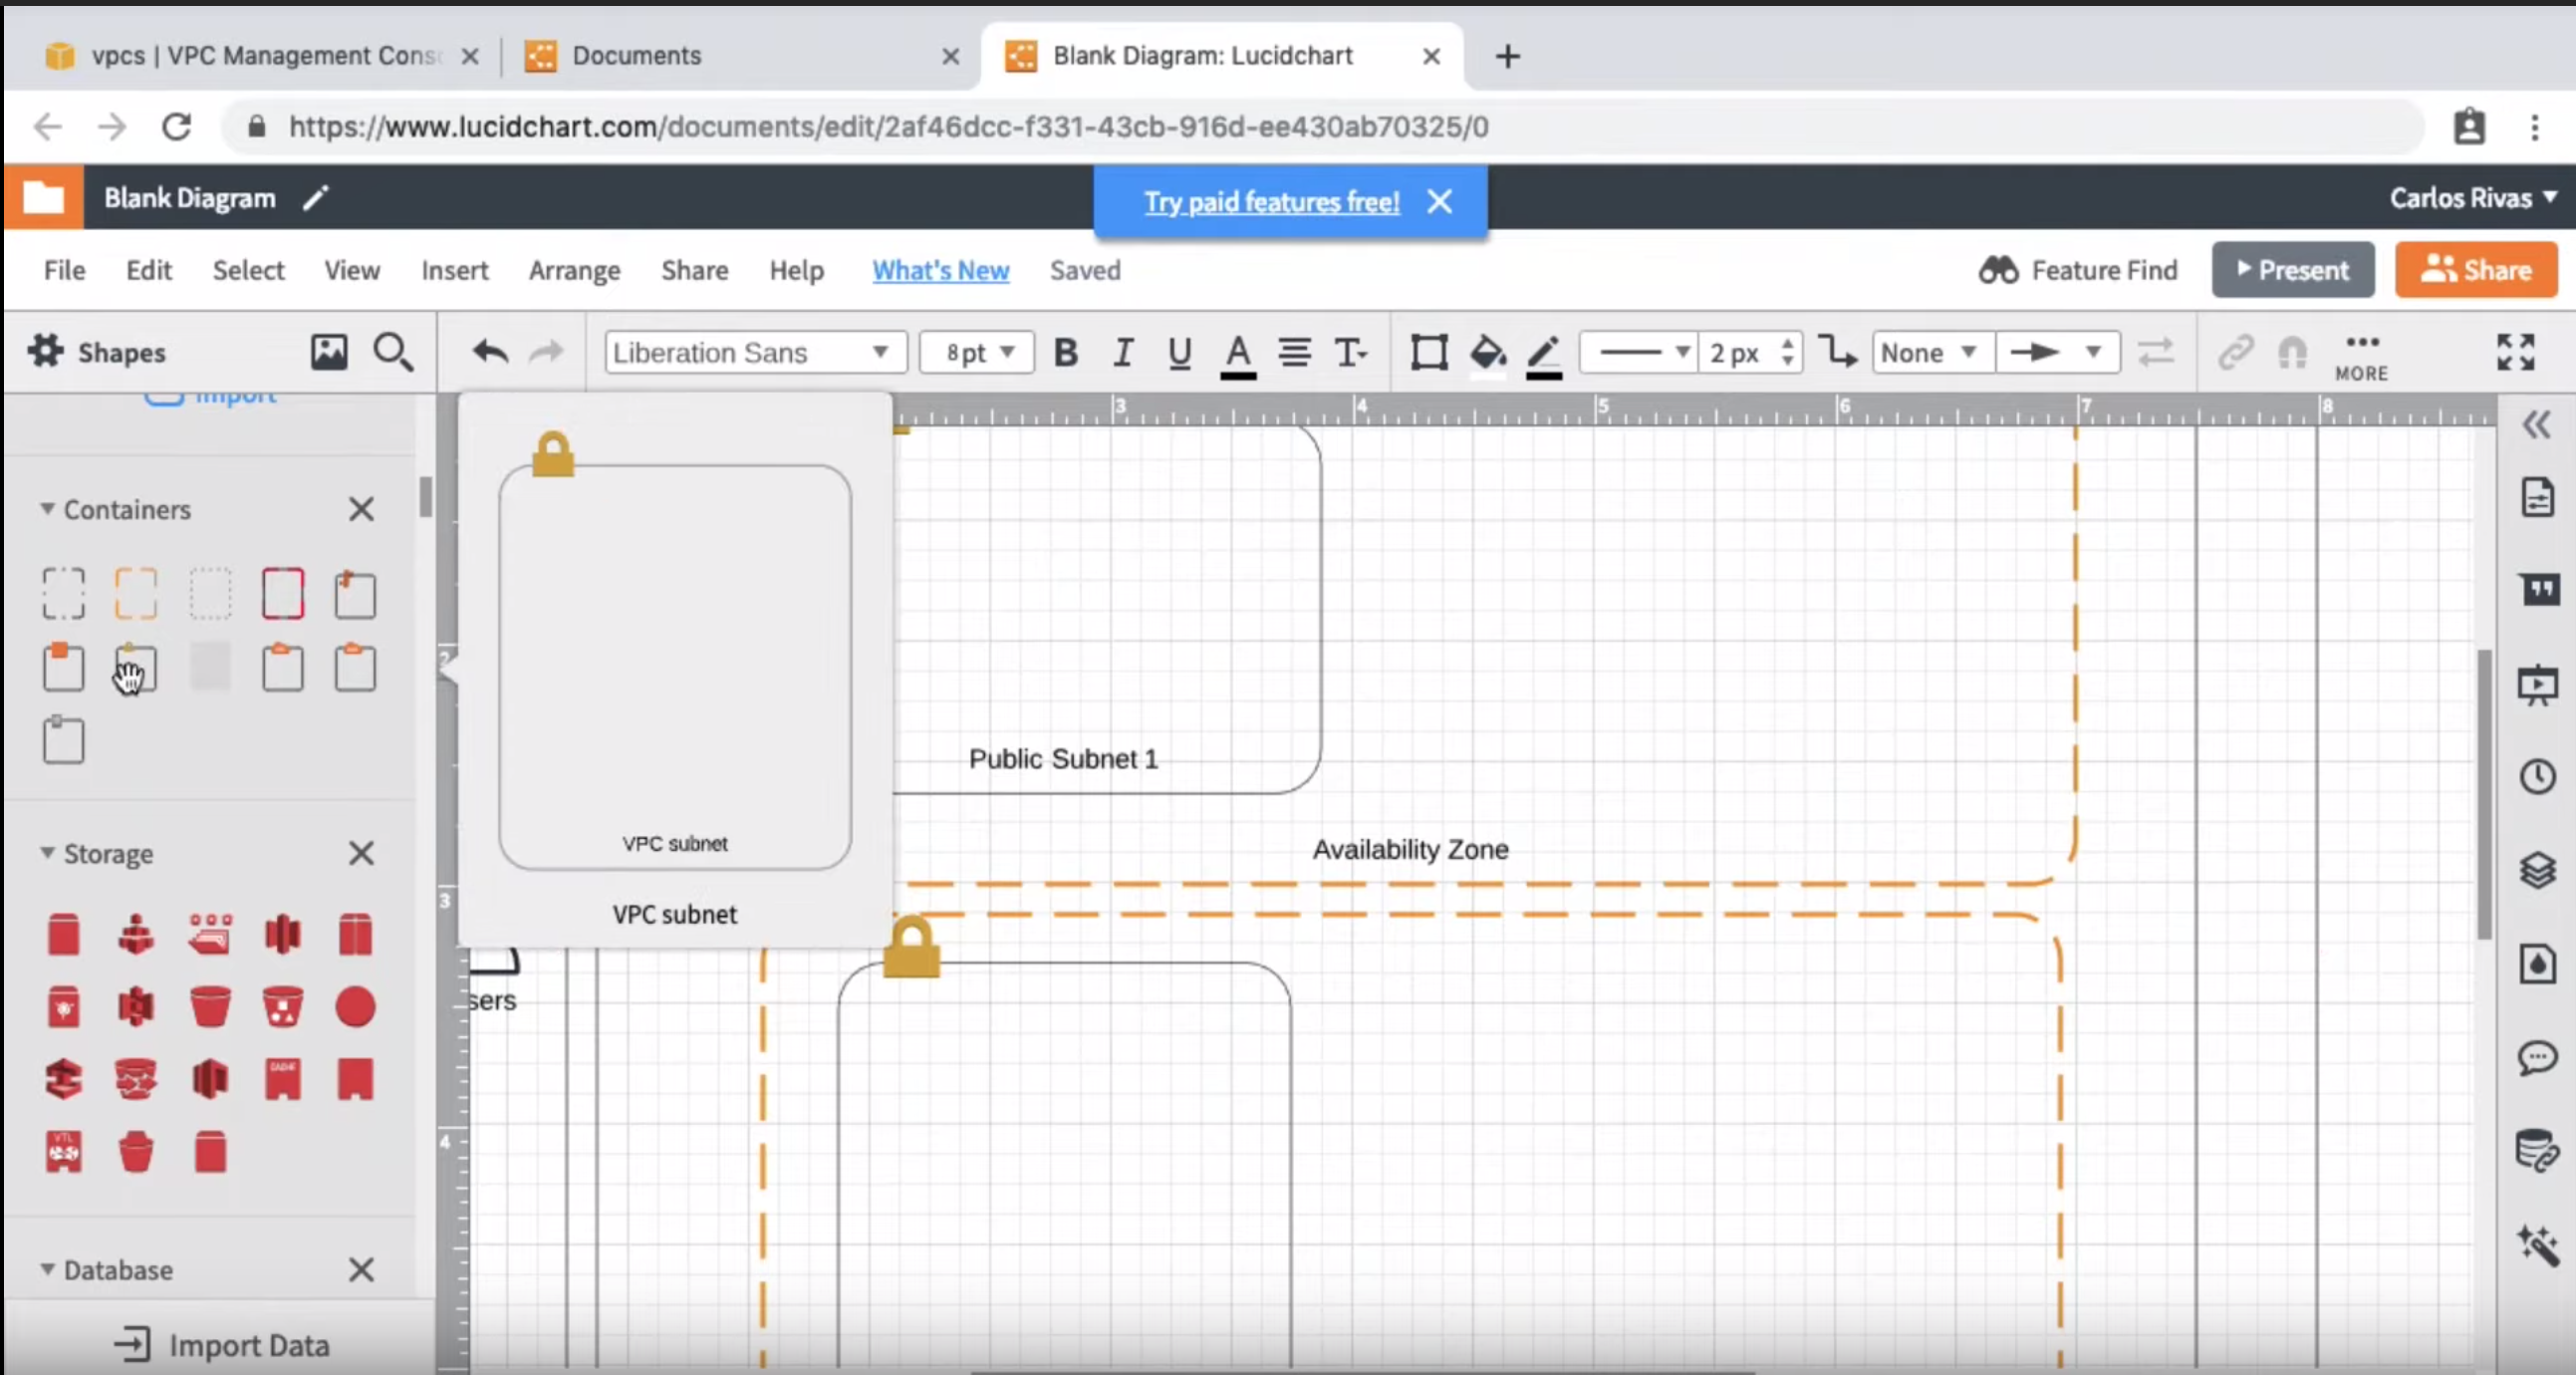 vpcs | VPC Management Cons
Documents
Blank Diagram: Lucidchart
https://www.lucidchart.com/documents/edit/2af46dcc-f331-43cb-916d-ee430ab70325/0
Blank Diagram
Try paid features free!
Carlos Rivas
File Edit Select View Insert Arrange Share Help What's New Saved
Feature Find
Present
Share
Shapes
Liberation Sans
8 pt
B I U A T
2 px
None
MORE
Import
3 4 5 6 7 8
Containers
2
Public Subnet 1
VPC subnet
Availability Zone
Storage
3
VPC subnet
sers
CACHE
4
VTL
Database
Import Data